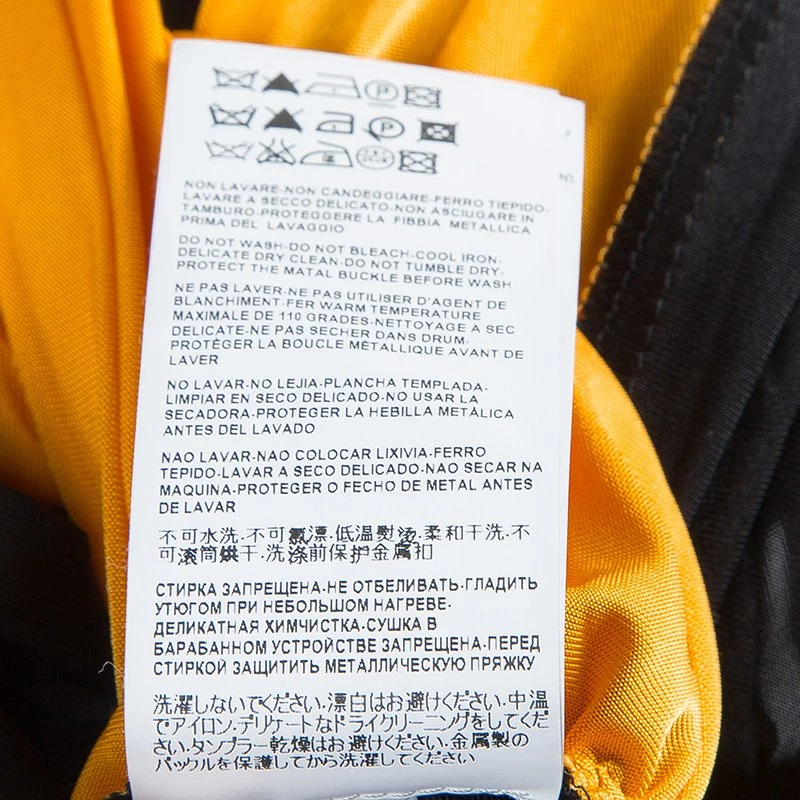 NON LAVARE-NON CANDEGGIARE-FERRO TIEPIDO-
LAVARE A SECCO DELICATO-NON ASCIUGARE IN
TAMBURO-PROTEGGERE LA FIBBIA METALLICA
PRIMA DEL LAVAGGIO
DO NOT WASH-DO NOT BLEACH-COOL IRON-
DELICATE DRY CLEAN-DO NOT TUMBLE DRY-
PROTECT THE MATAL BUCKLE BEFORE WASH
NE PAS LAVER-NE PAS UTILISER D'AGENT DE
BLANCHIMENT-FER WARM TEMPERATURE
MAXIMALE DE 110 GRADES-NETTOYAGE A SEC
DELICATE-NE PAS SECHER DANS DRUM-
PROTÉGER LA BOUCLE MÉTALLIQUE AVANT DE
LAVER
NO LAVAR-NO LEJIA-PLANCHA TEMPLADA-
LIMPIAR EN SECO DELICADO-NO USAR LA
SECADORA-PROTEGER LA HEBILLA METÁLICA
ANTES DEL LAVADO
NAO LAVAR-NAO COLOCAR LIXIVIA-FERRO
TEPIDO-LAVAR A SECO DELICADO-NAO SECAR NA
MAQUINA-PROTEGER O FECHO DE METAL ANTES
DE LAVAR
不可水洗-不可氯漂-低温熨烫-柔和干洗-不
可滚筒烘干-洗涤前保护金属扣
СТИРКА ЗАПРЕЩЕНА-НЕ ОТБЕЛИВАТЬ-ГЛАДИТЬ
УТЮГОМ ПРИ НЕБОЛЬШОМ НАГРЕВЕ-
ДЕЛИКАТНАЯ ХИМЧИСТКА-СУШКА В
БАРАБАННОМ УСТРОЙСТВЕ ЗАПРЕЩЕНА-ПЕРЕД
СТИРКОЙ ЗАЩИТИТЬ МЕТАЛЛИЧЕСКУЮ ПРЯЖКУ
洗濯しないでください-漂白はお避けください-中温
でアイロン-デリケートなドライクリーニングをしてくだ
さい-タンブラー乾燥はお避けください-金属製の
バックルを保護してから洗濯してください